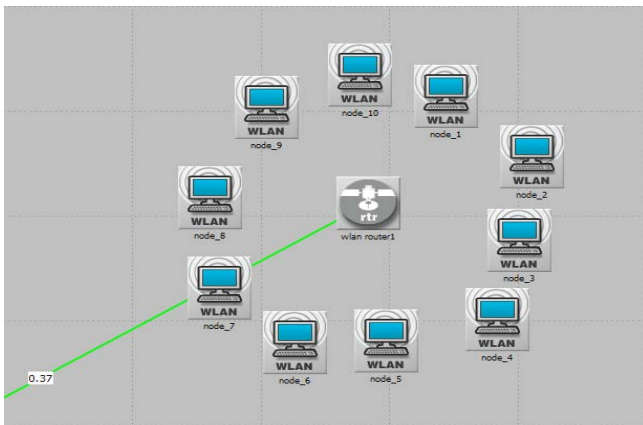 WLAN
node_10
WLAN
node_1
WLAN
node_9
WLAN
node_2
WLAN
node_8
rtr
wlan router1
WLAN
node_3
WLAN
node_7
WLAN
node_4
WLAN
node_6
WLAN
node_5
0.37